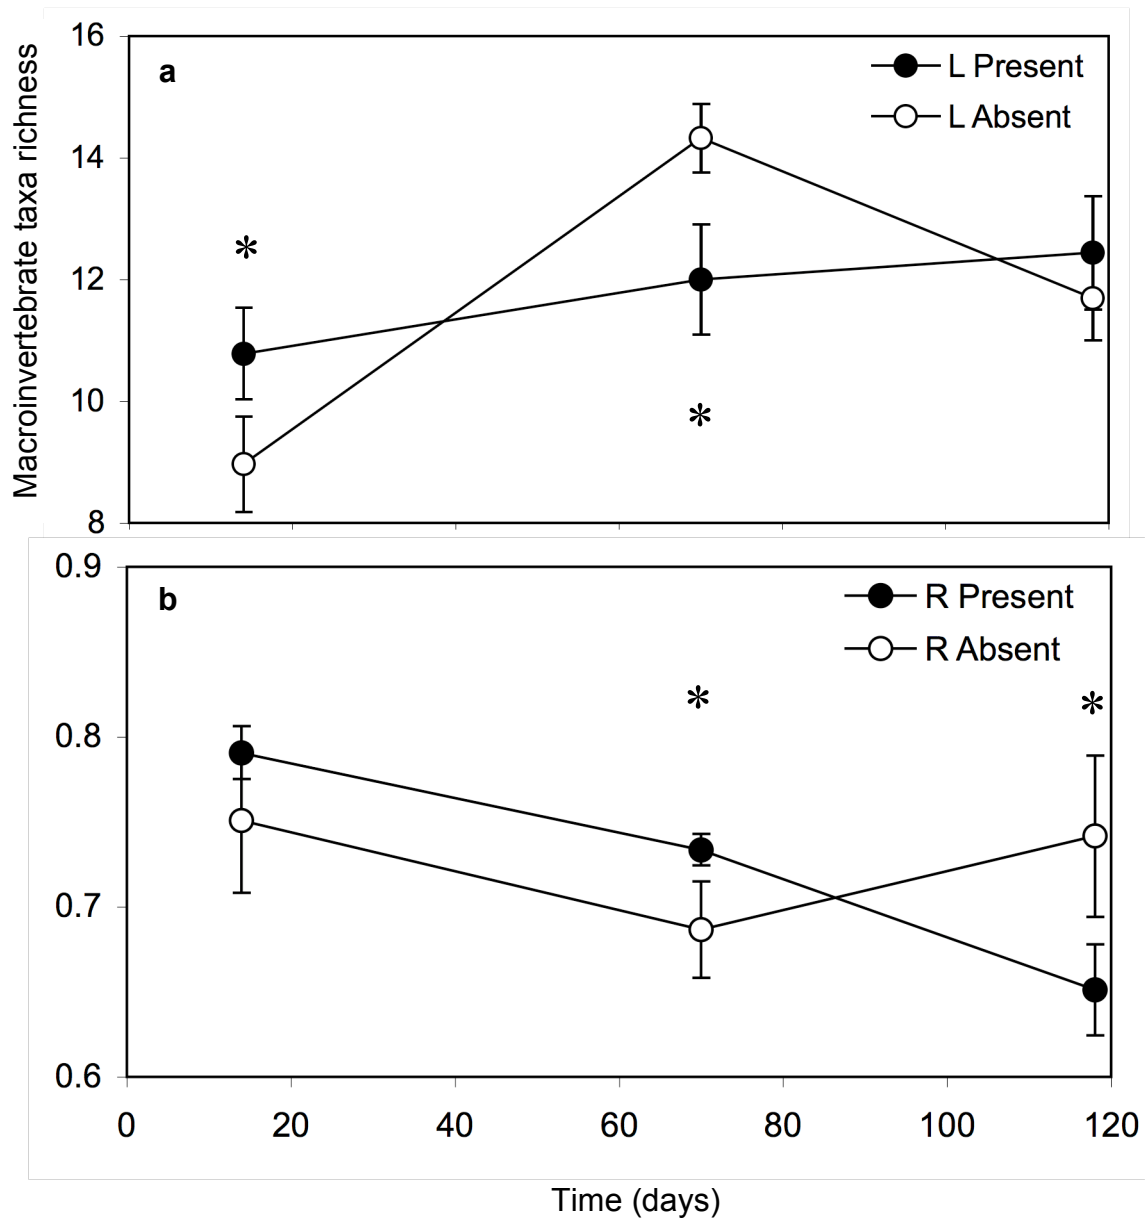 Macroinvertebrate taxa richness
16
14
12
10
8
a
L Present
L Absent
*
*
0.9
0.8
0.7
0.6
b
R Present
R Absent
*
*
0
20
40
60
80
100
120
Time (days)